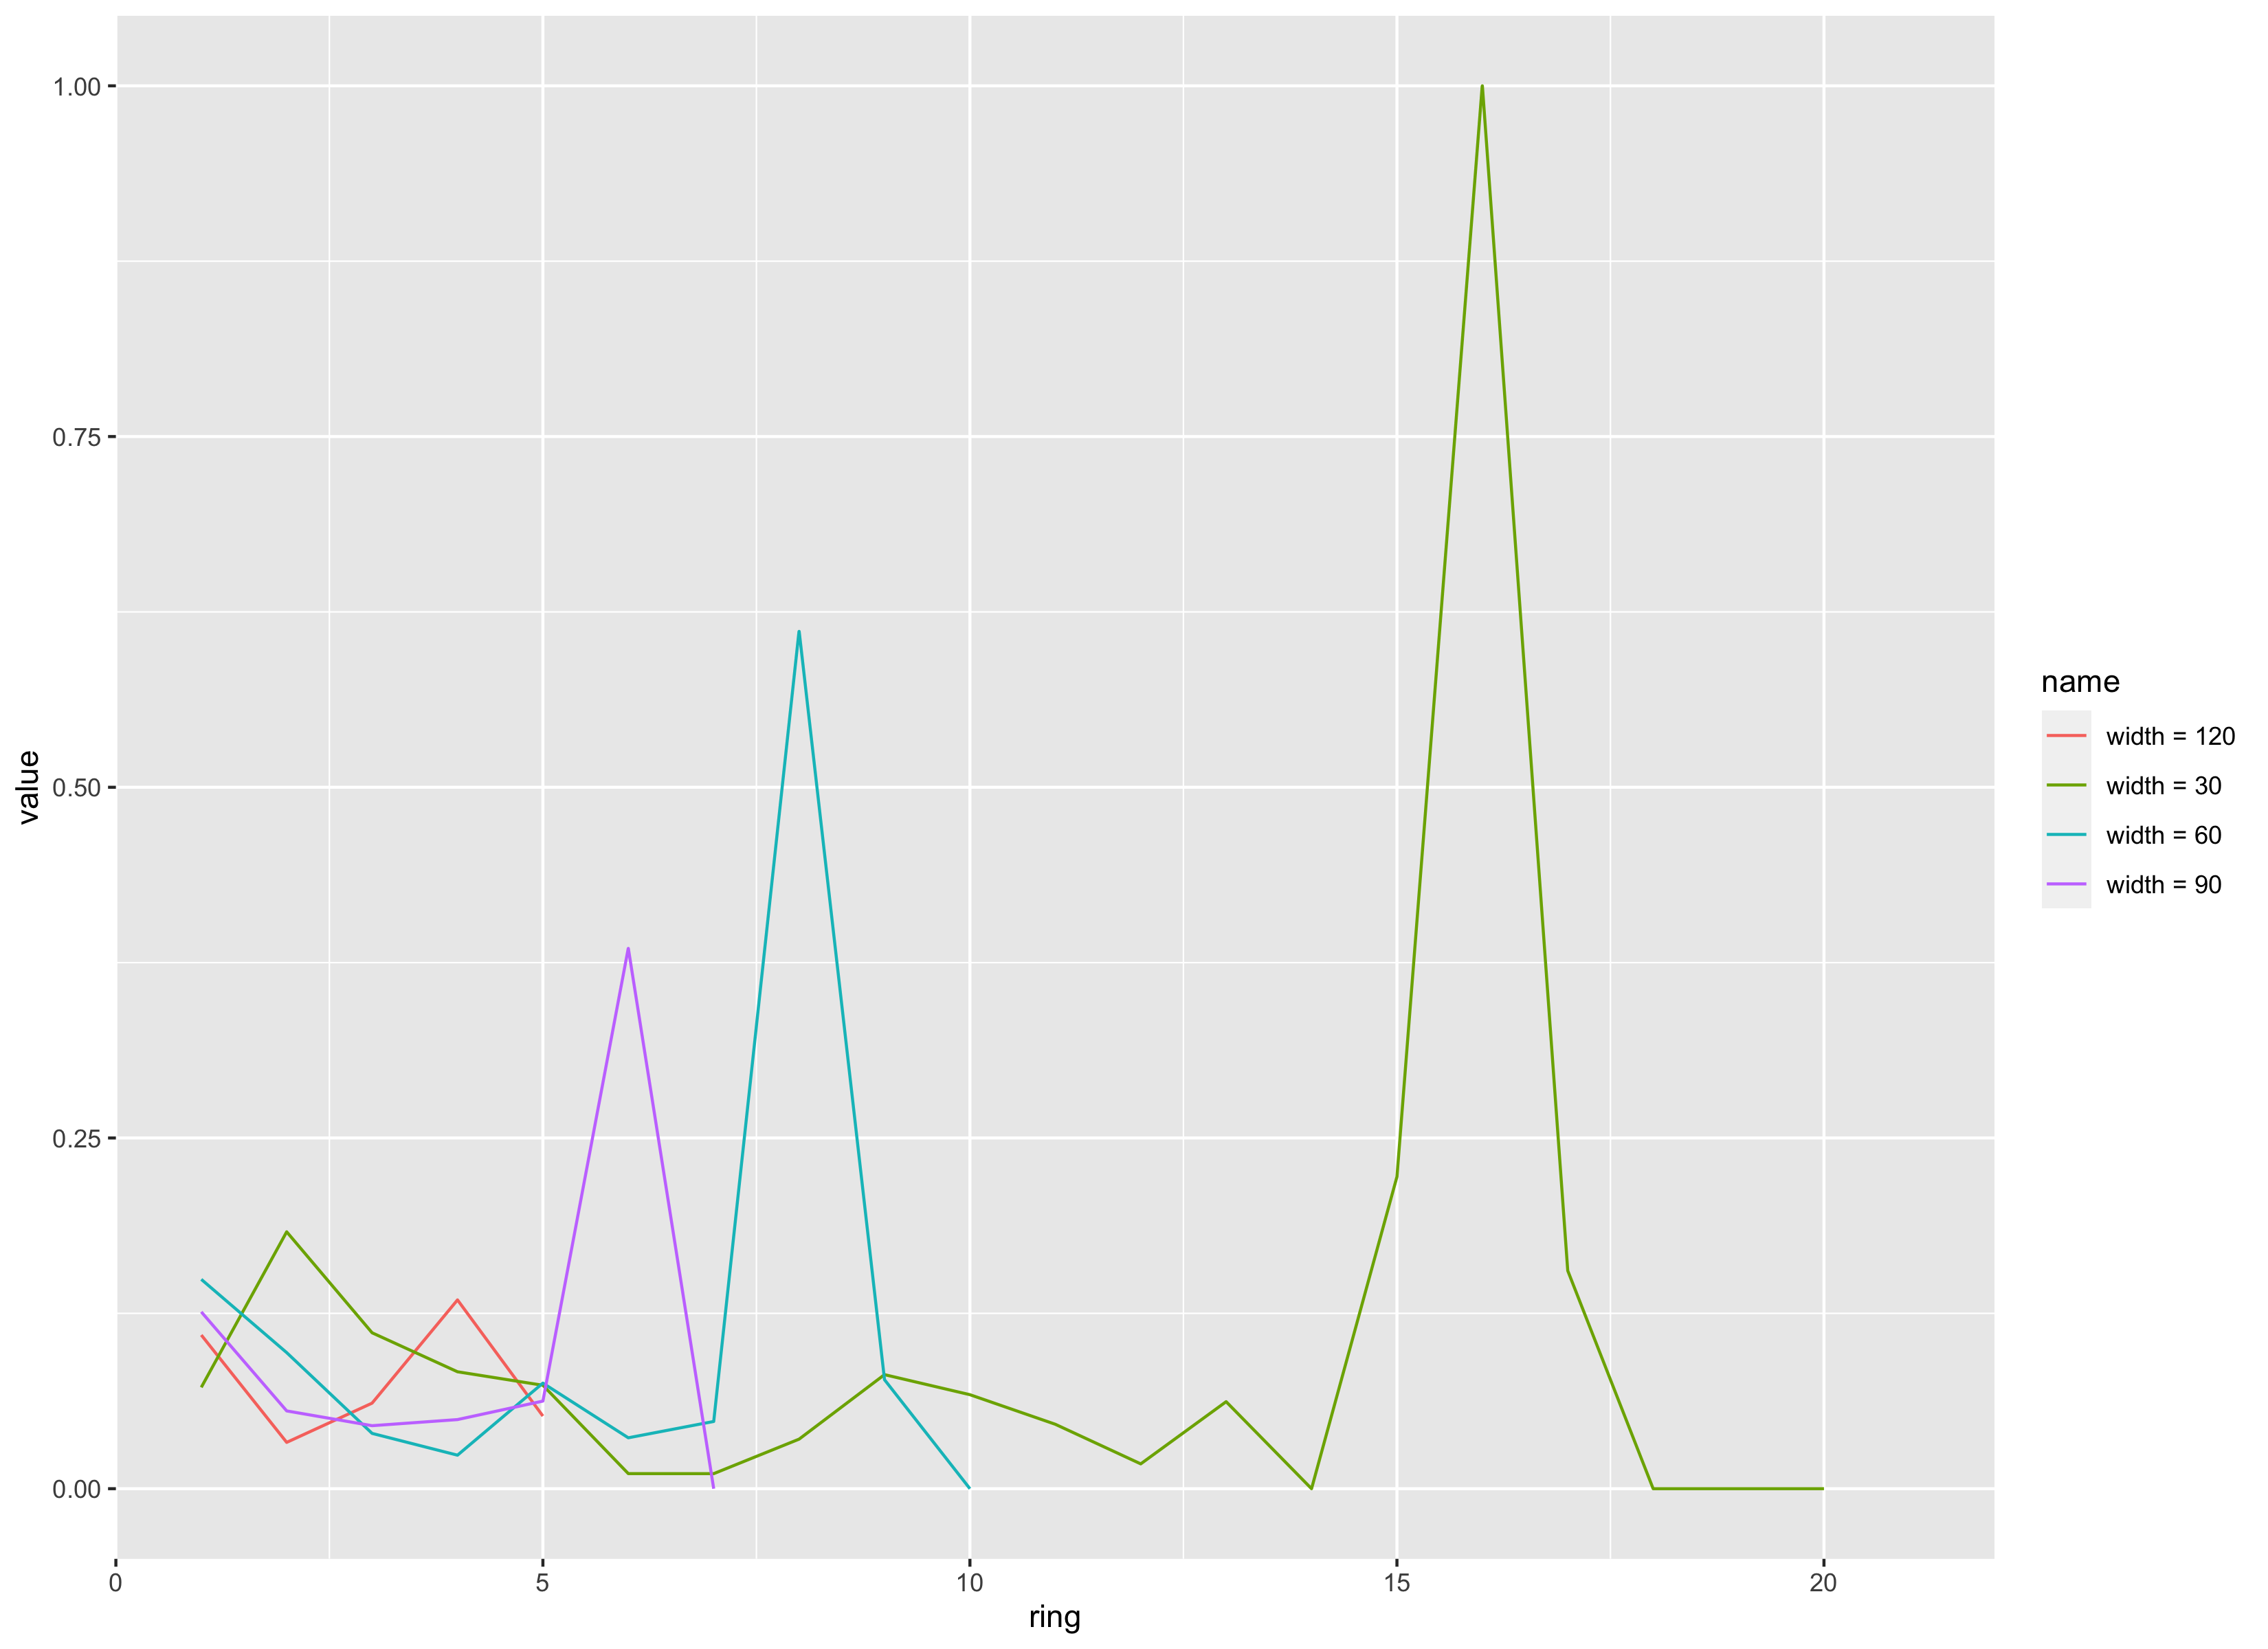 1.00
0.75
0.50
0.25
0.00
value
0
5
10
15
20
ring
name
width = 120
width = 30
width = 60
width = 90